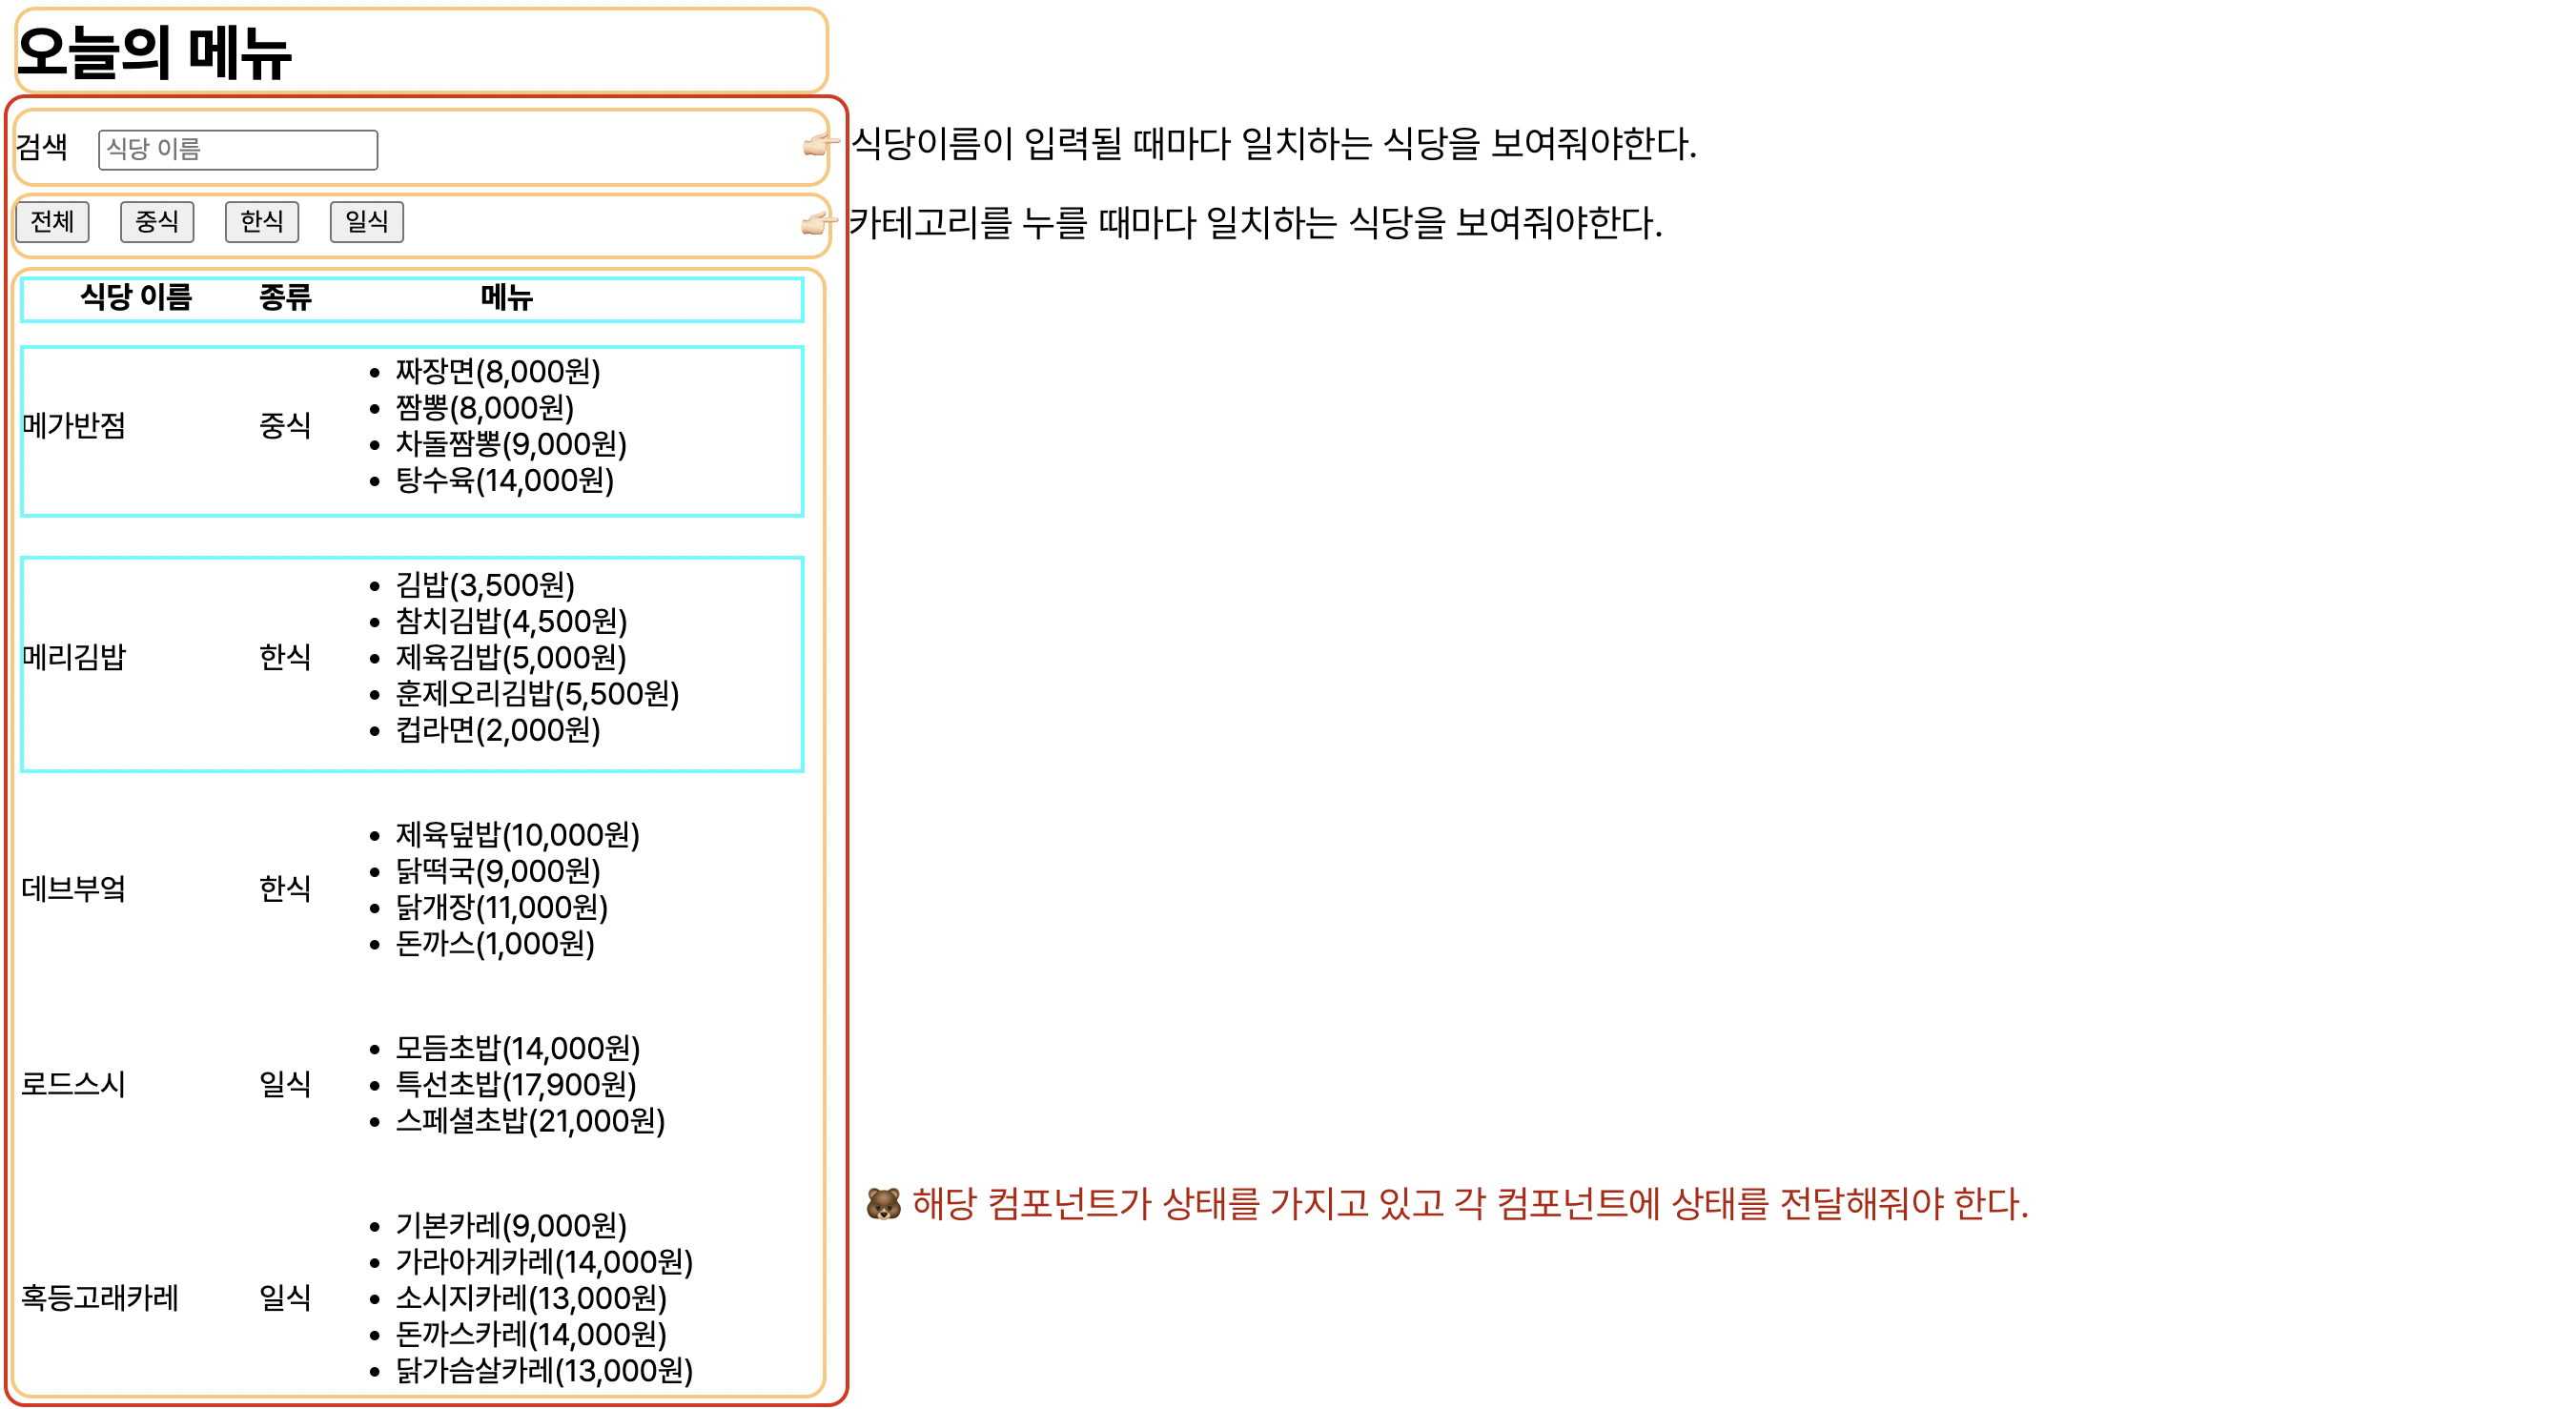 오늘의 메뉴
검색 식당 이름
👉🏻 식당이름이 입력될 때마다 일치하는 식당을 보여줘야한다.
전체 중식 한식 일식
👉🏻 카테고리를 누를 때마다 일치하는 식당을 보여줘야한다.
식당 이름 종류 메뉴
메가반점 중식
• 짜장면(8,000원)
• 짬뽕(8,000원)
• 차돌짬뽕(9,000원)
• 탕수육(14,000원)
메리김밥 한식
• 김밥(3,500원)
• 참치김밥(4,500원)
• 제육김밥(5,000원)
• 훈제오리김밥(5,500원)
• 컵라면(2,000원)
데브부엌 한식
• 제육덮밥(10,000원)
• 닭떡국(9,000원)
• 닭개장(11,000원)
• 돈까스(1,000원)
로드스시 일식
• 모듬초밥(14,000원)
• 특선초밥(17,900원)
• 스페셜초밥(21,000원)
🐻 해당 컴포넌트가 상태를 가지고 있고 각 컴포넌트에 상태를 전달해줘야 한다.
혹등고래카레 일식
• 기본카레(9,000원)
• 가라아게카레(14,000원)
• 소시지카레(13,000원)
• 돈까스카레(14,000원)
• 닭가슴살카레(13,000원)